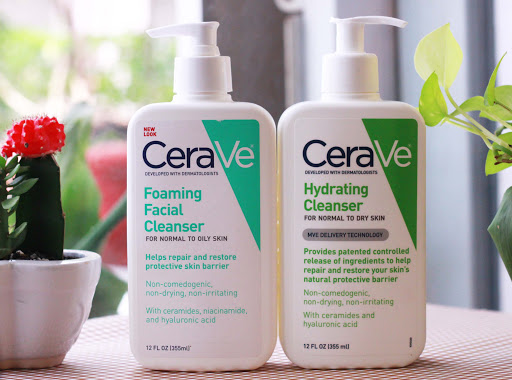 NEW
LOOK
CeraVe
DEVELOPED WITH DERMATOLOGISTS
Foaming
Facial
Cleanser
FOR NORMAL TO OILY SKIN
Helps repair and restore
protective skin barrier
Non-comedogenic,
non-drying, non-irritating
With ceramides, niacinamide,
and hyaluronic acid
12 FL OZ (355ml)
CeraVe
DEVELOPED WITH DERMATOLOGISTS
Hydrating
Cleanser
FOR NORMAL TO DRY SKIN
MVE DELIVERY TECHNOLOGY
Provides patented controlled
release of ingredients to help
repair and restore your skin's
natural protective barrier
Non-comedogenic,
non-drying, non-irritating
With ceramides and
hyaluronic acid
12 FL OZ (355 ml)